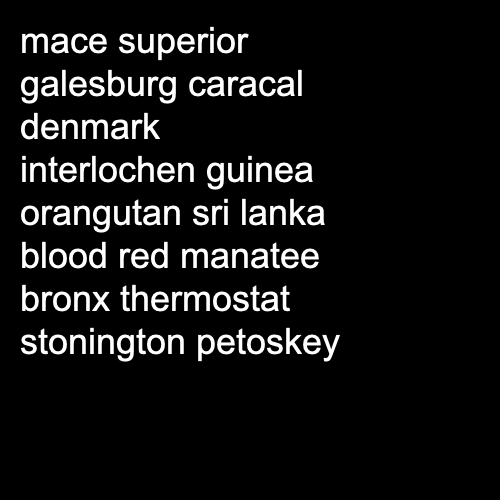 mace superior
galesburg caracal
denmark
interlochen guinea
orangutan sri lanka
blood red manatee
bronx thermostat
stonington petoskey